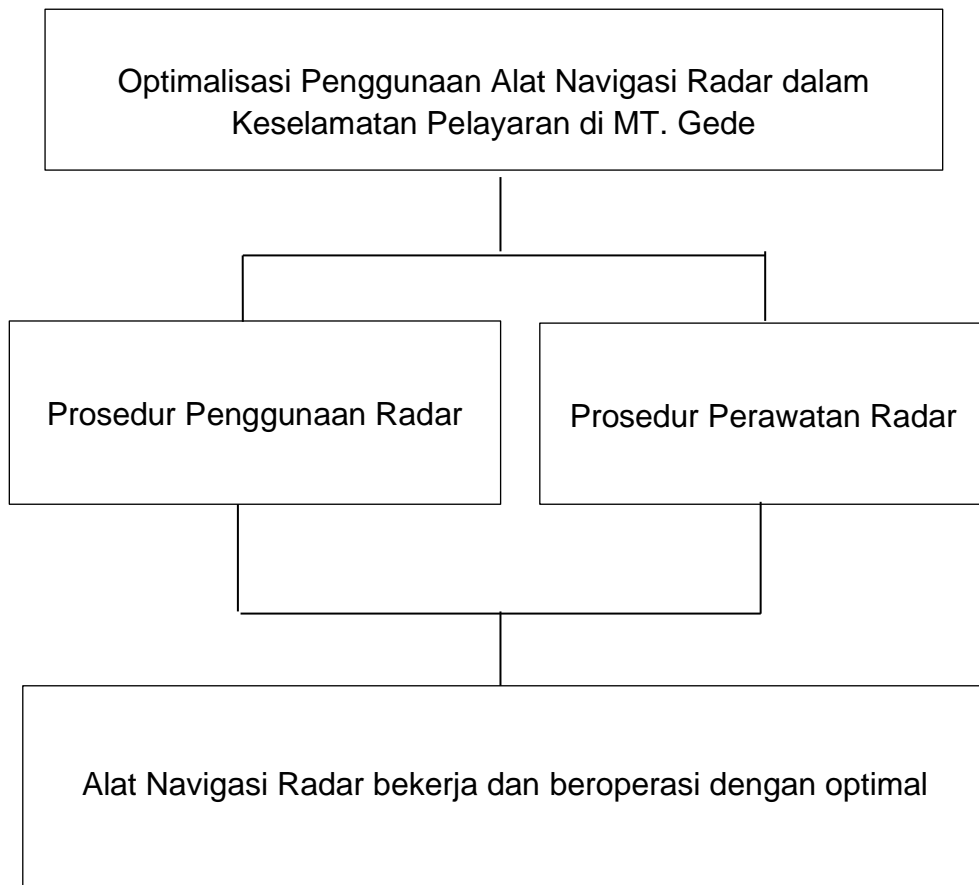 Optimalisasi Penggunaan Alat Navigasi Radar dalam
Keselamatan Pelayaran di MT. Gede
Prosedur Penggunaan Radar
Prosedur Perawatan Radar
Alat Navigasi Radar bekerja dan beroperasi dengan optimal